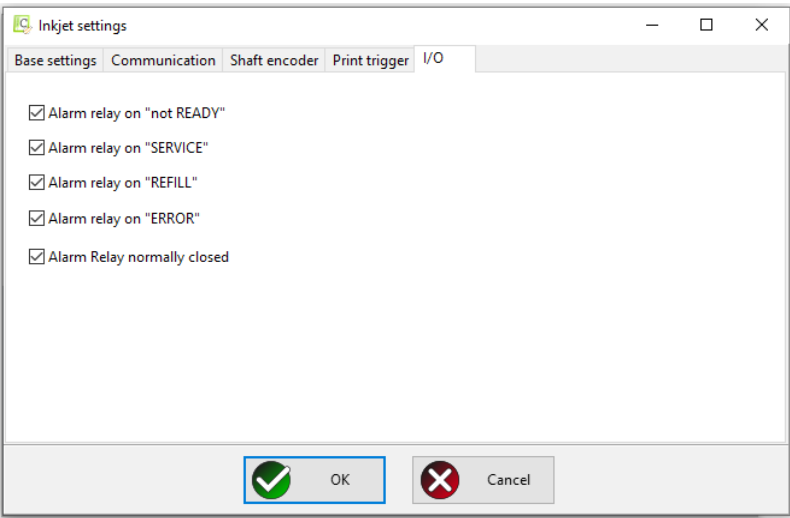 Inkjet settings
Base settings Communication Shaft encoder Print trigger I/O
Alarm relay on "not READY"
Alarm relay on "SERVICE"
Alarm relay on "REFILL"
Alarm relay on "ERROR"
Alarm Relay normally closed
OK Cancel